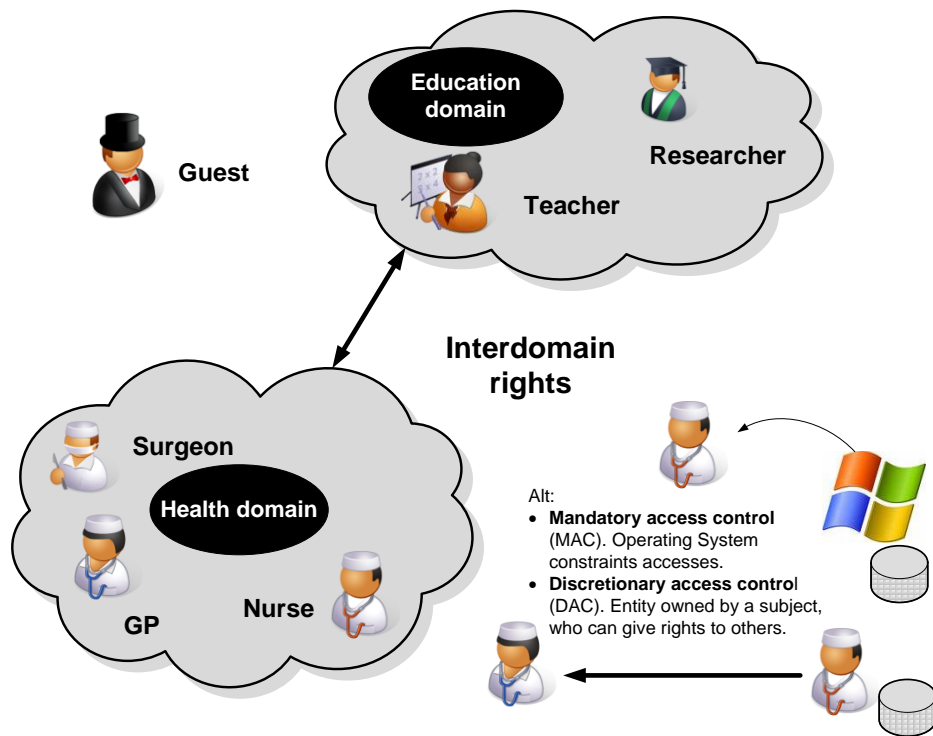 Education
domain
Researcher
Guest
Teacher
Interdomain
rights
Surgeon
Health domain
GP
Nurse
Alt:
• Mandatory access control
(MAC). Operating System
constraints accesses.
• Discretionary access control
(DAC). Entity owned by a subject,
who can give rights to others.